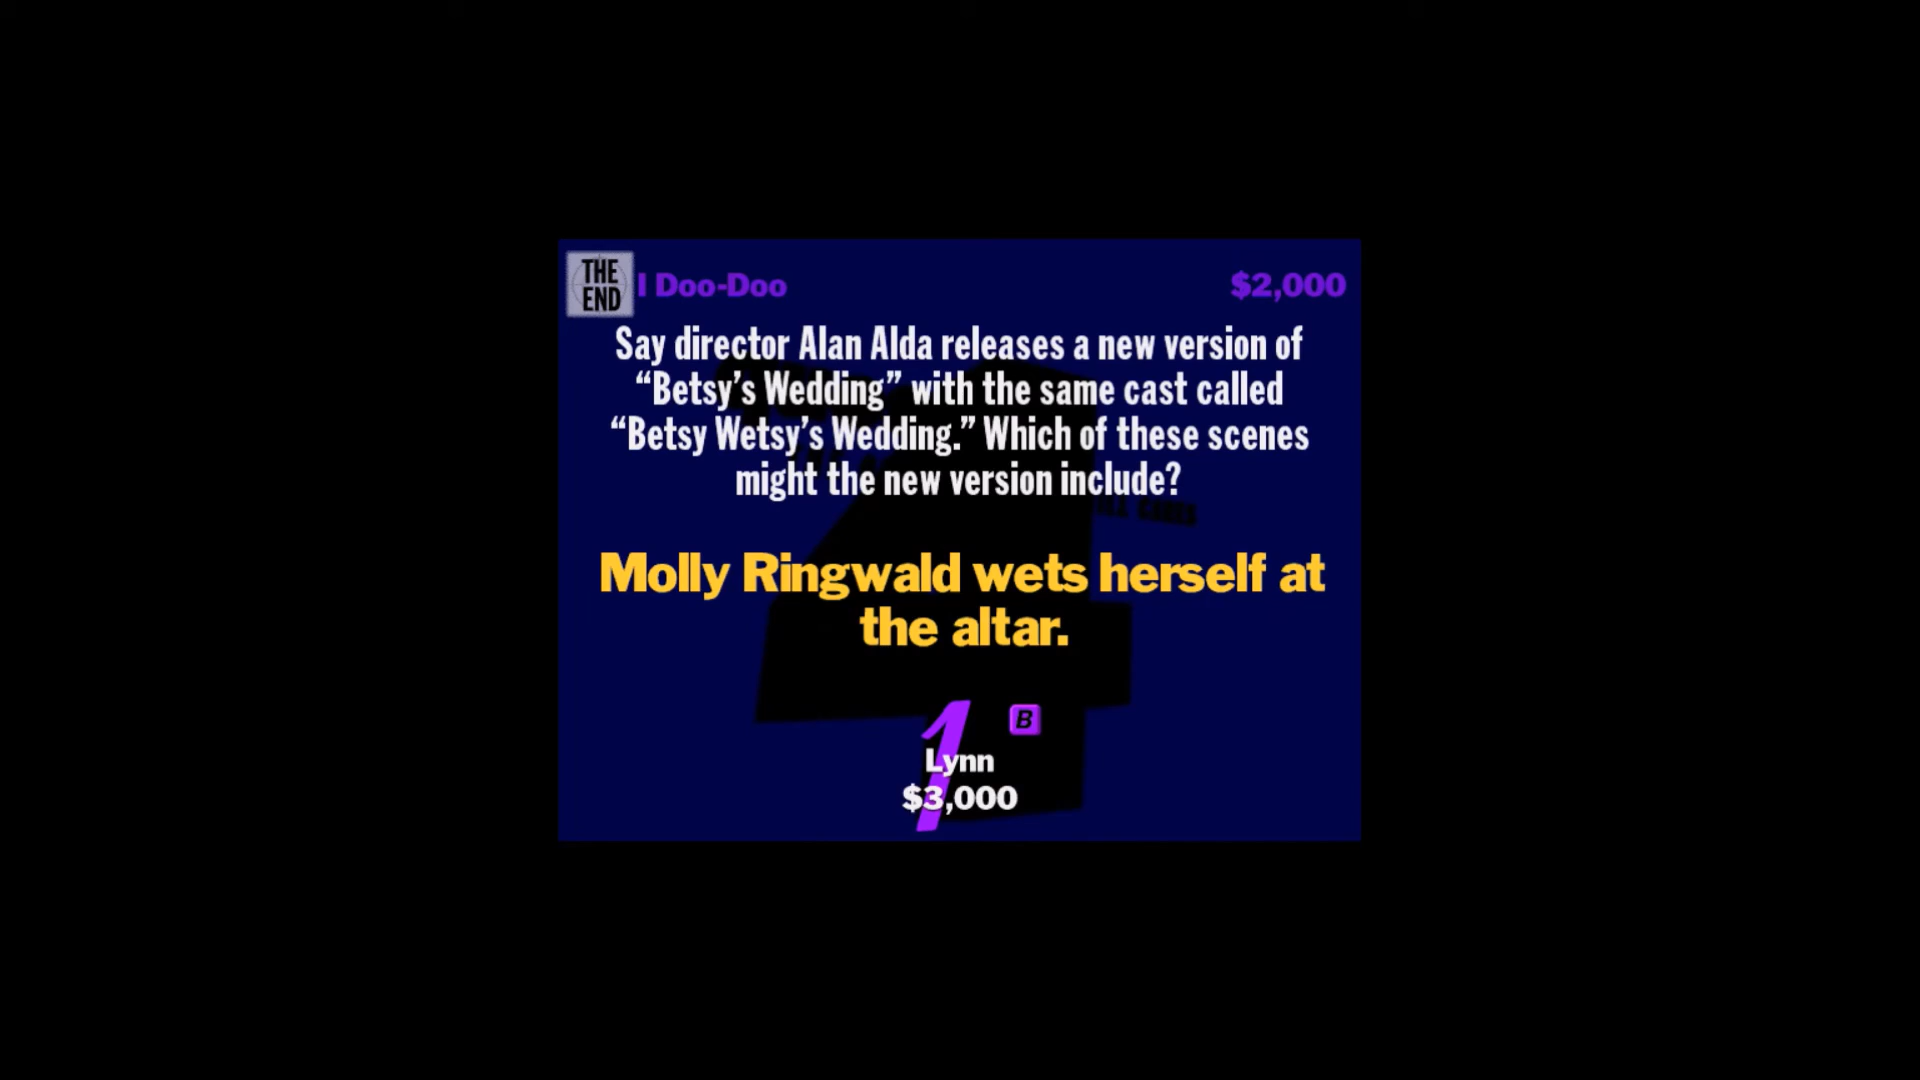 THE
END
I Doo-Doo
$2,000
Say director Alan Alda releases a new version of
“Betsy’s Wedding” with the same cast called
“Betsy Wetsy’s Wedding.” Which of these scenes
might the new version include?
Molly Ringwald wets herself at
the altar.
1
B
Lynn
$3,000